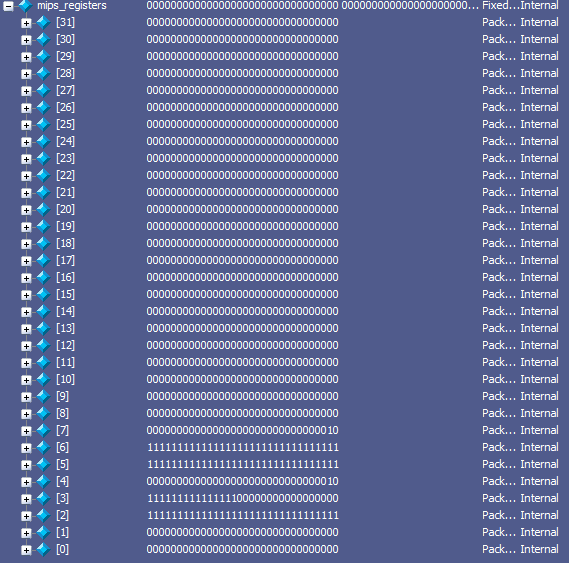 mips_registers 00000000000000000000000000000000 000000000000000000000... Fixed... Internal
[31] 00000000000000000000000000000000 Pack... Internal
[30] 00000000000000000000000000000000 Pack... Internal
[29] 00000000000000000000000000000000 Pack... Internal
[28] 00000000000000000000000000000000 Pack... Internal
[27] 00000000000000000000000000000000 Pack... Internal
[26] 00000000000000000000000000000000 Pack... Internal
[25] 00000000000000000000000000000000 Pack... Internal
[24] 00000000000000000000000000000000 Pack... Internal
[23] 00000000000000000000000000000000 Pack... Internal
[22] 00000000000000000000000000000000 Pack... Internal
[21] 00000000000000000000000000000000 Pack... Internal
[20] 00000000000000000000000000000000 Pack... Internal
[19] 00000000000000000000000000000000 Pack... Internal
[18] 00000000000000000000000000000000 Pack... Internal
[17] 00000000000000000000000000000000 Pack... Internal
[16] 00000000000000000000000000000000 Pack... Internal
[15] 00000000000000000000000000000000 Pack... Internal
[14] 00000000000000000000000000000000 Pack... Internal
[13] 00000000000000000000000000000000 Pack... Internal
[12] 00000000000000000000000000000000 Pack... Internal
[11] 00000000000000000000000000000000 Pack... Internal
[10] 00000000000000000000000000000000 Pack... Internal
[9] 00000000000000000000000000000000 Pack... Internal
[8] 00000000000000000000000000000000 Pack... Internal
[7] 00000000000000000000000000000010 Pack... Internal
[6] 11111111111111111111111111111111 Pack... Internal
[5] 11111111111111111111111111111111 Pack... Internal
[4] 00000000000000000000000000000010 Pack... Internal
[3] 11111111111111100000000000000000 Pack... Internal
[2] 11111111111111111111111111111111 Pack... Internal
[1] 00000000000000000000000000000000 Pack... Internal
[0] 00000000000000000000000000000000 Pack... Internal